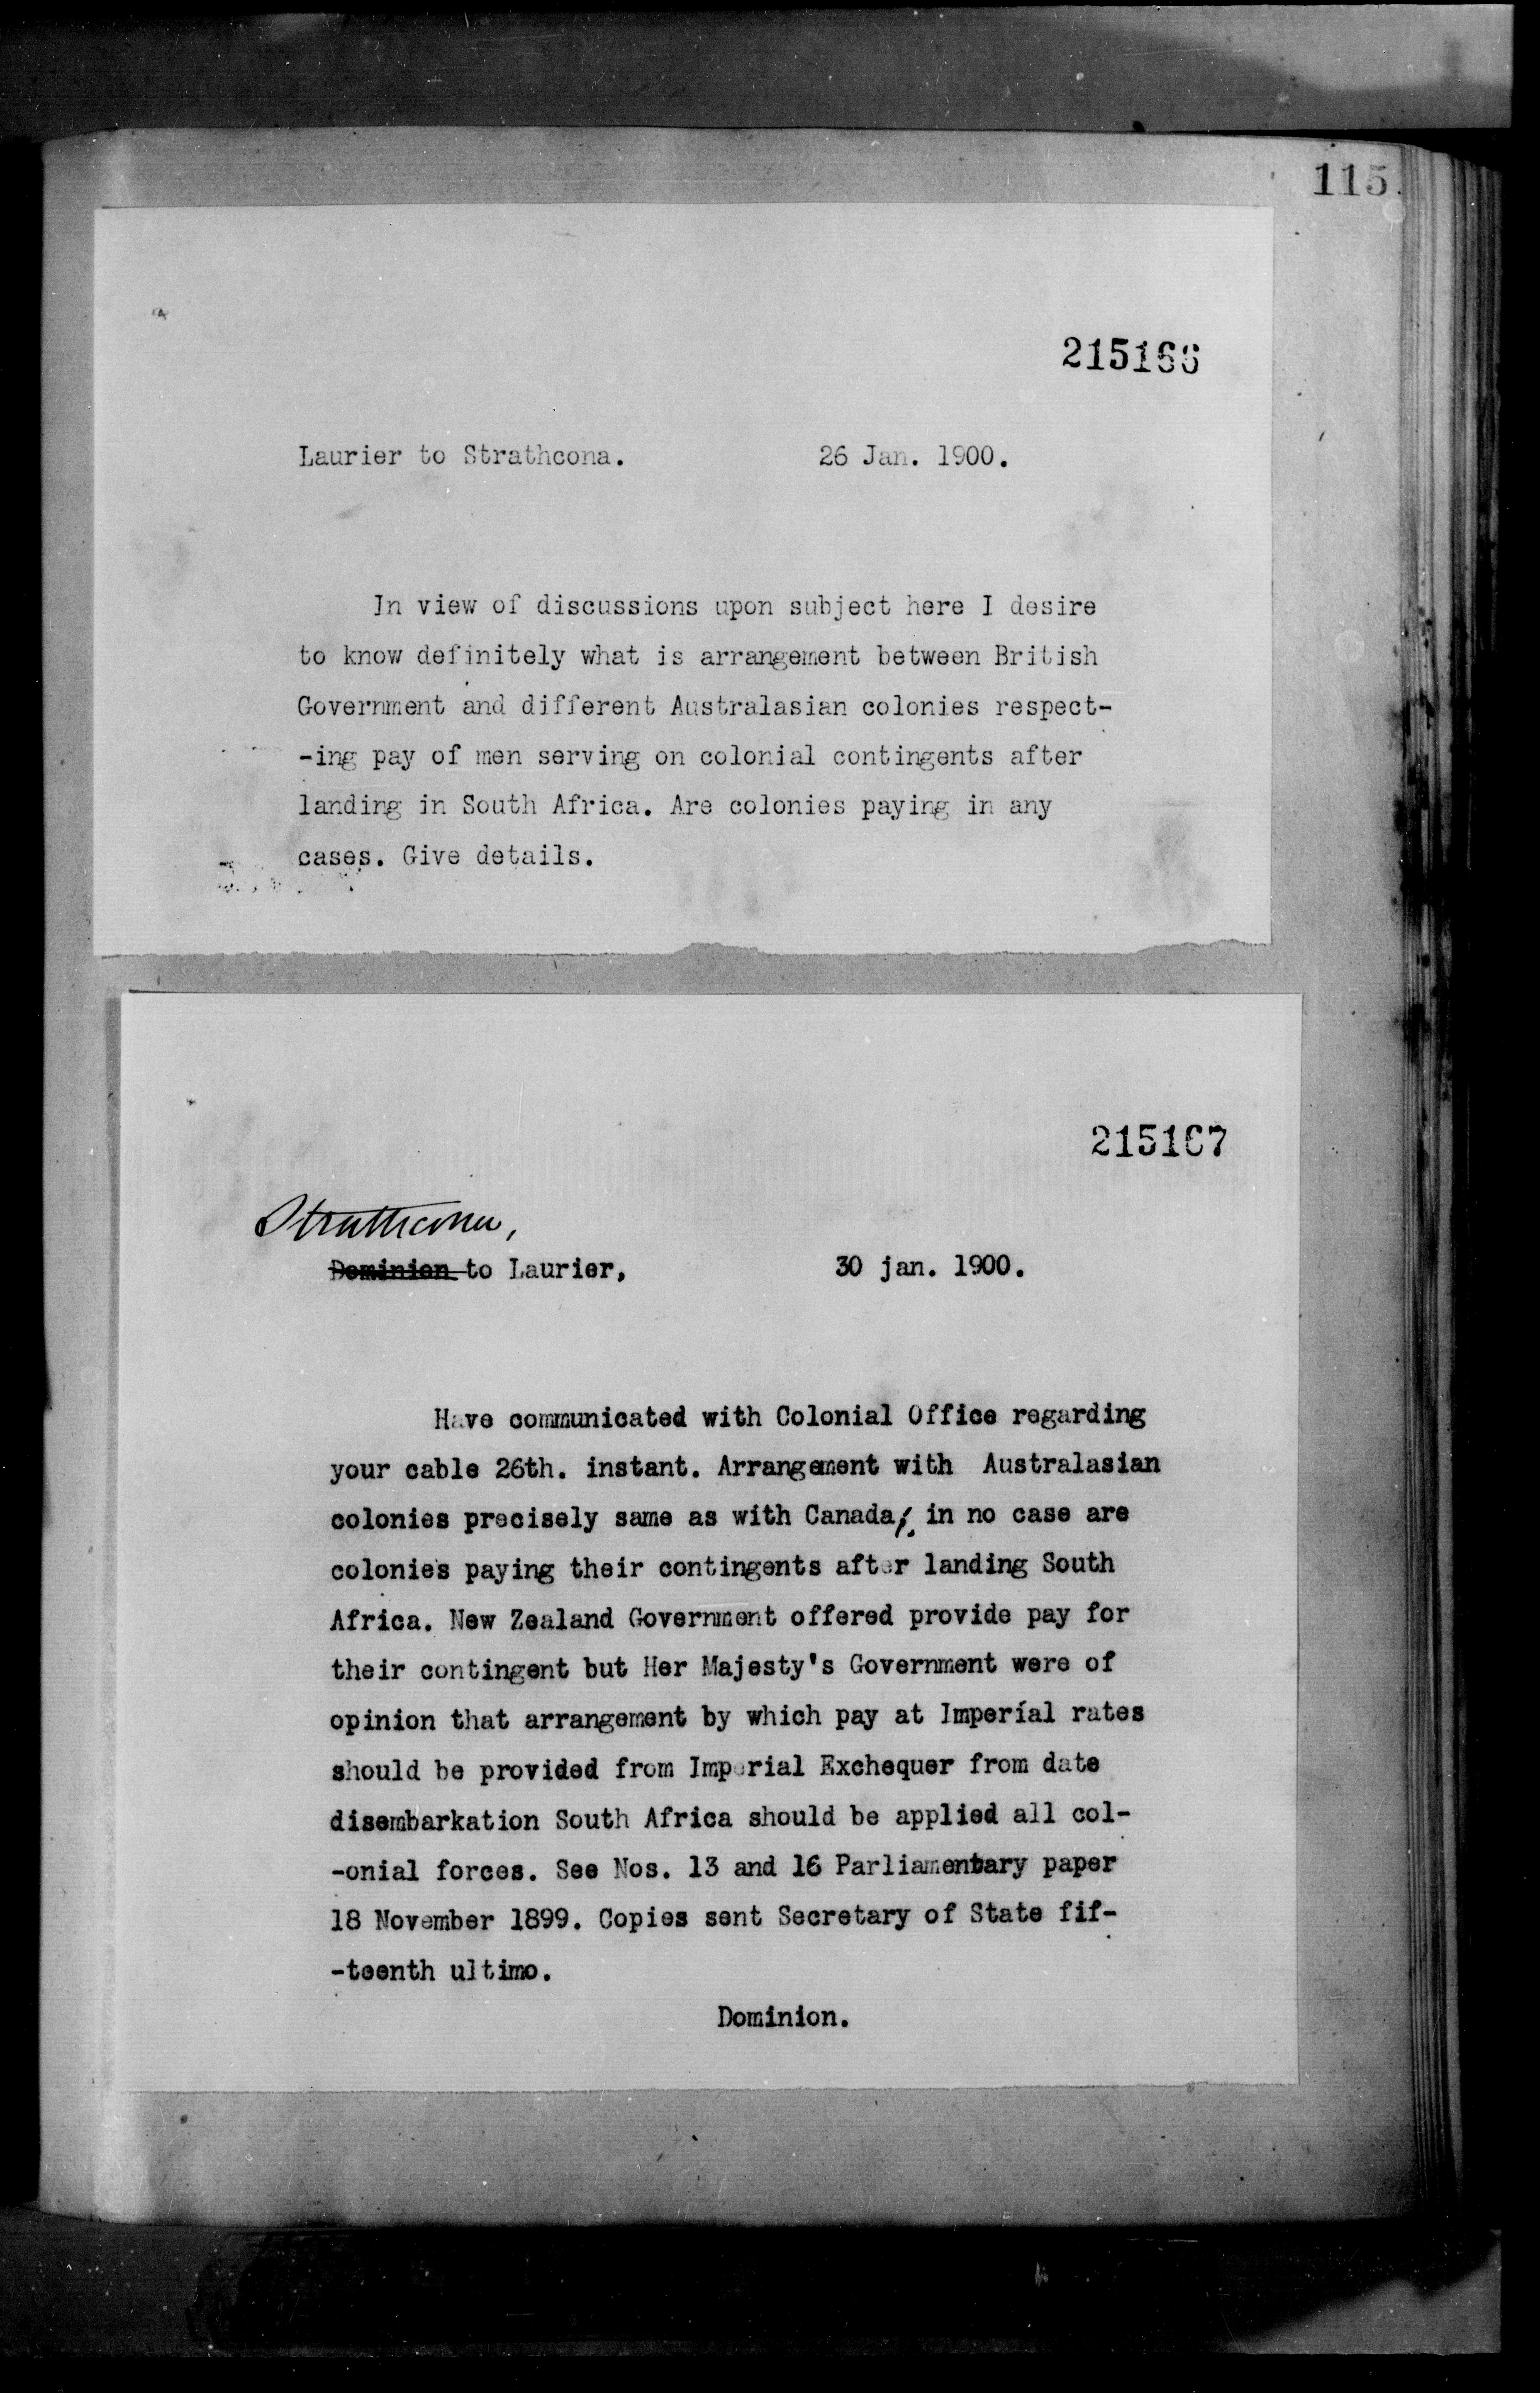 115.
215166
Laurier to Strathcona. 26 Jan. 1900.
In view of discussions upon subject here I desire
to know definitely what is arrangement between British
Government and different Australasian colonies respect-
-ing pay of men serving on colonial contingents after
landing in South Africa. Are colonies paying in any
cases. Give details.
215167
Strathcona,
Dominion to Laurier, 30 jan. 1900.
Have communicated with Colonial Office regarding
your cable 26th. instant. Arrangement with Australasian
colonies precisely same as with Canada; in no case are
colonies paying their contingents after landing South
Africa. New Zealand Government offered provide pay for
their contingent but Her Majesty's Government were of
opinion that arrangement by which pay at Imperíal rates
should be provided from Imperial Exchequer from date
disembarkation South Africa should be applied all col-
-onial forces. See Nos. 13 and 16 Parliamentary paper
18 November 1899. Copies sent Secretary of State fif-
-teenth ultimo.
Dominion.